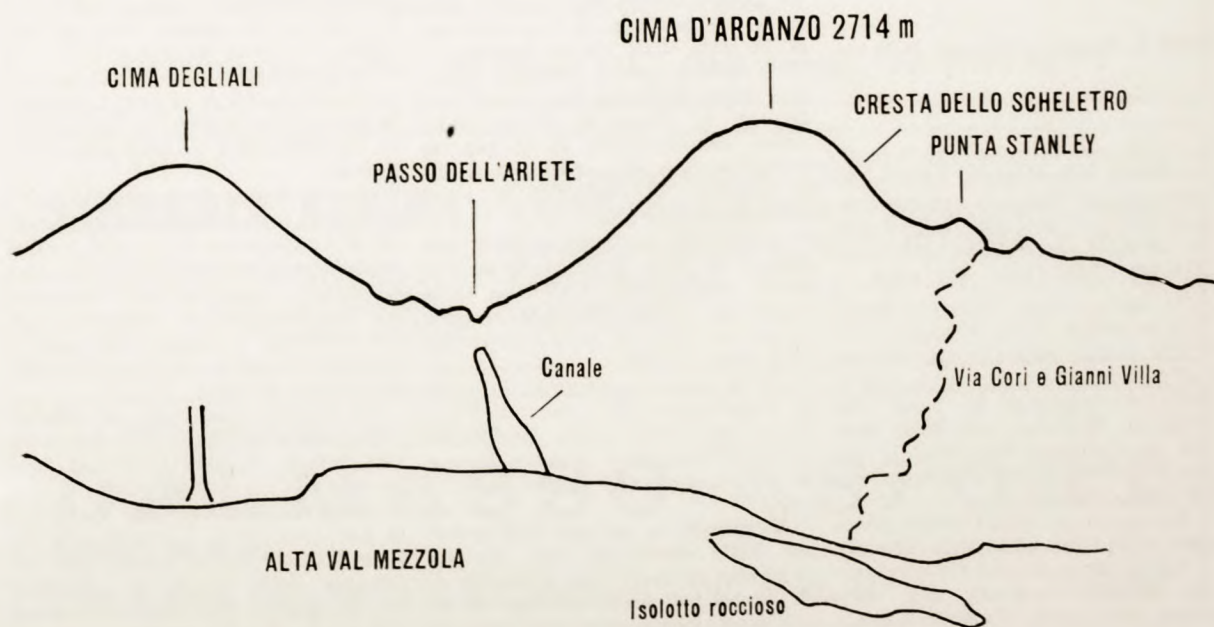 CIMA D'ARCANZO 2714 m
CIMA DEGLIALI
CRESTA DELLO SCHELETRO
PUNTA STANLEY
PASSO DELL'ARIETE
Canale
Via Cori e Gianni Villa
ALTA VAL MEZZOLA
Isolotto roccioso